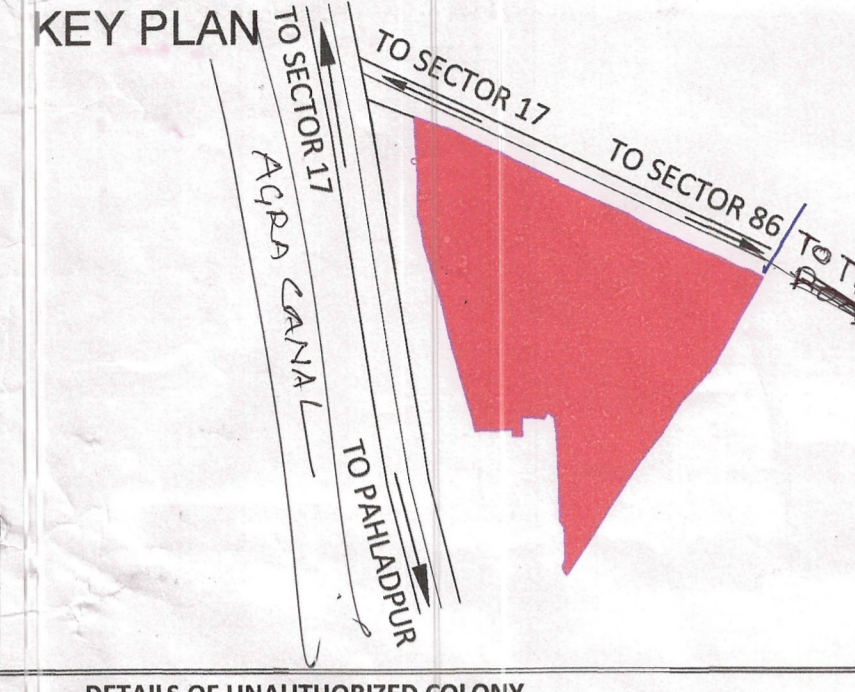 KEY PLAN
TO SECTOR 17
TO SECTOR 17
TO SECTOR 86
TO
AGRA CANAL
TO PAHLADPUR
DETAILS OF UNAUTHORIZED COLONY